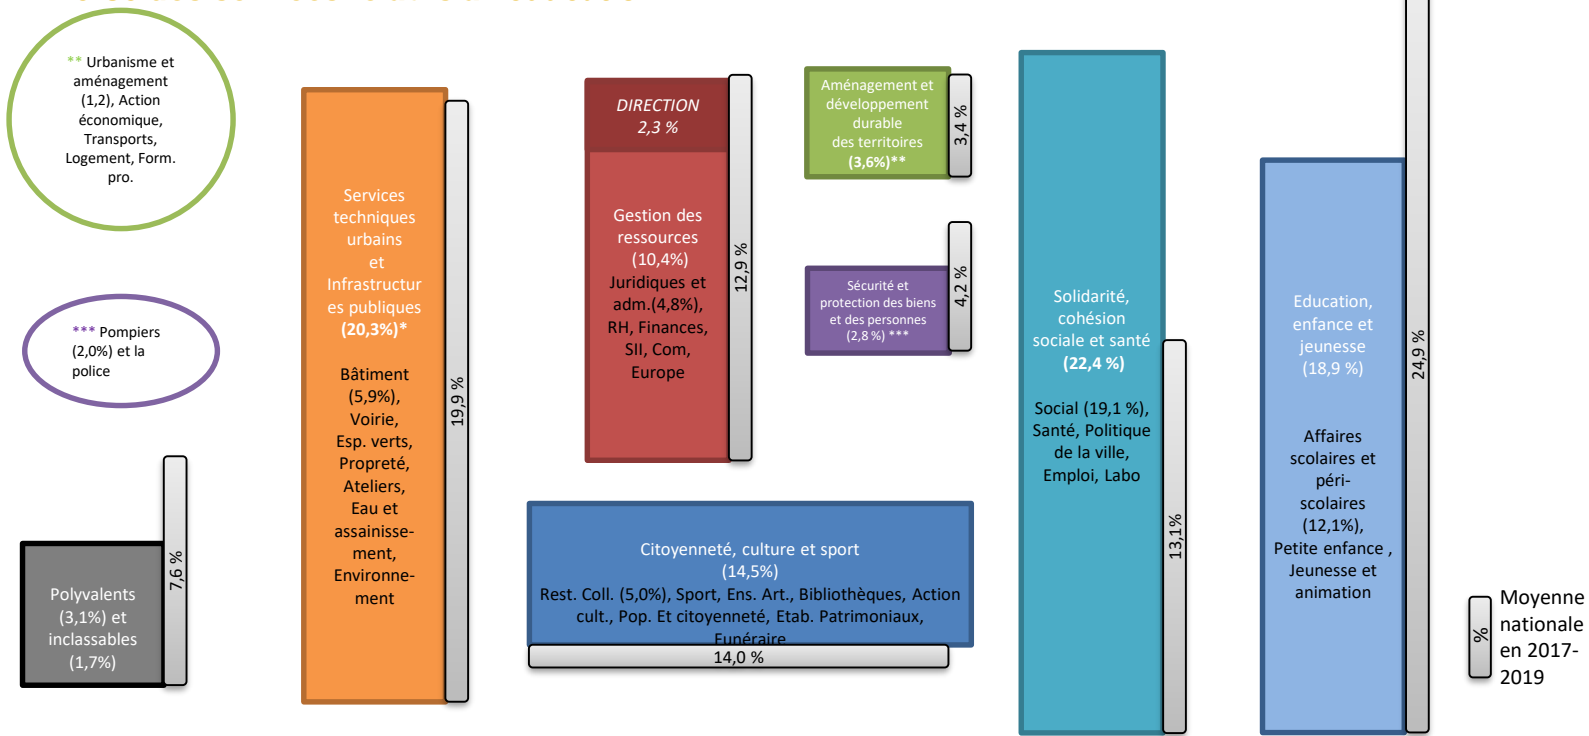 ** Urbanisme et
aménagement
(1,2), Action
économique,
Transports,
Logement, Form.
pro.
*** Pompiers
(2,0%) et la
police
Polyvalents
(3,1%) et
inclassables
(1,7%)
7,6 %
Services
techniques
urbains
et
Infrastructur
es publiques
(20,3%)*
Bâtiment
(5,9%),
Voirie,
Esp. verts,
Propreté,
Ateliers,
Eau et
assainisse-
ment,
Environne-
ment
19,9 %
DIRECTION
2,3 %
Gestion des
ressources
(10,4%)
Juridiques et
adm.(4,8%),
RH, Finances,
SII, Com,
Europe
12,9 %
Aménagement et
développement
durable
des territoires
(3,6%)**
3,4 %
Sécurité et
protection des biens
et des personnes
(2,8 %) ***
4,2 %
Citoyenneté, culture et sport
(14,5%)
Rest. Coll. (5,0%), Sport, Ens. Art., Bibliothèques, Action
cult., Pop. Et citoyenneté, Etab. Patrimoniaux,
Funéraire
14,0 %
Solidarité,
cohésion
sociale et santé
(22,4 %)
Social (19,1 %),
Santé, Politique
de la ville,
Emploi, Labo
13,1%
Education,
enfance et
jeunesse
(18,9 %)
Affaires
scolaires et
péri-
scolaires
(12,1%),
Petite enfance ,
Jeunesse et
animation
24,9 %
%
Moyenne
nationale
en 2017-
2019